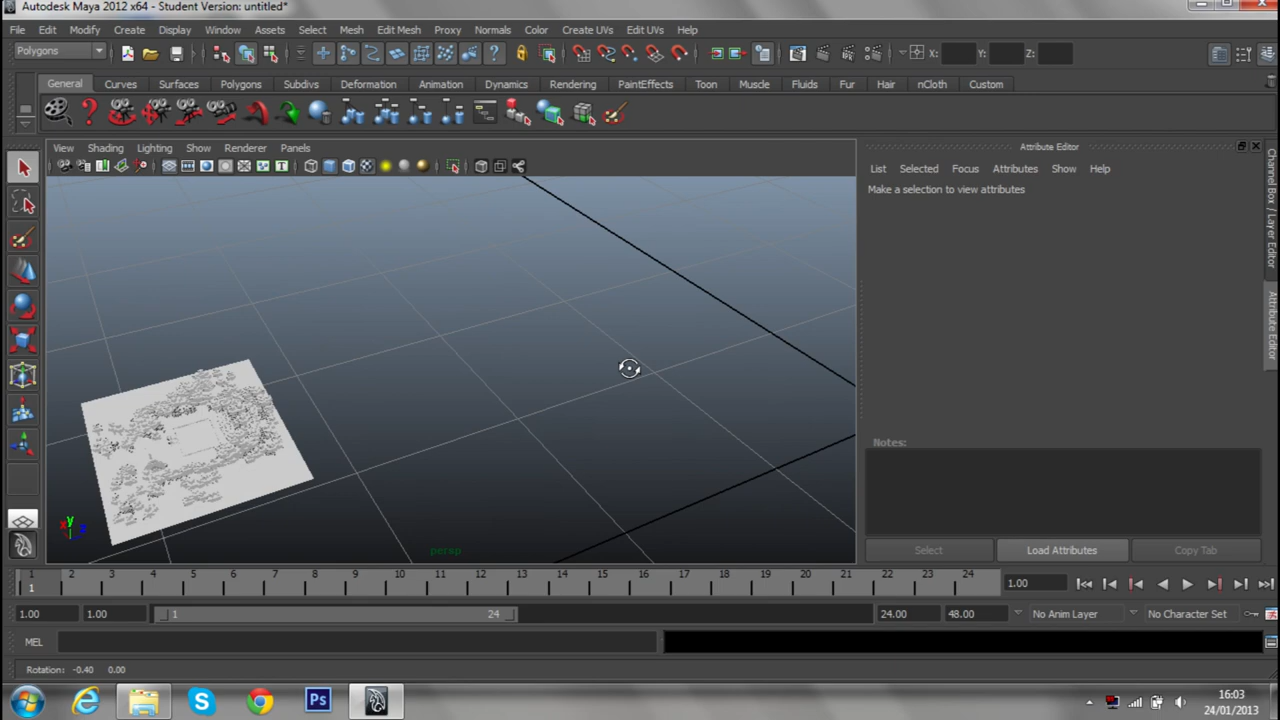 Autodesk Maya 2012 x64 - Student Version: untitled*
File Edit Modify Create Display Window Assets Select Mesh Edit Mesh Proxy Normals Color Create UVs Edit UVs Help
Polygons X: Y: Z:
General Curves Surfaces Polygons Subdivs Deformation Animation Dynamics Rendering PaintEffects Toon Muscle Fluids Fur Hair nCloth Custom
View Shading Lighting Show Renderer Panels
Attribute Editor
List Selected Focus Attributes Show Help
Make a selection to view attributes
Channel Box / Layer Editor
Attribute Editor
Notes:
y
x z
persp
Select Load Attributes Copy Tab
1 2 3 4 5 6 7 8 9 10 11 12 13 14 15 16 17 18 19 20 21 22 23 24
1 1.00
1.00 1.00 1 24 24.00 48.00 No Anim Layer No Character Set
MEL
Rotation: -0.40 0.00
Ps
16:03
24/01/2013